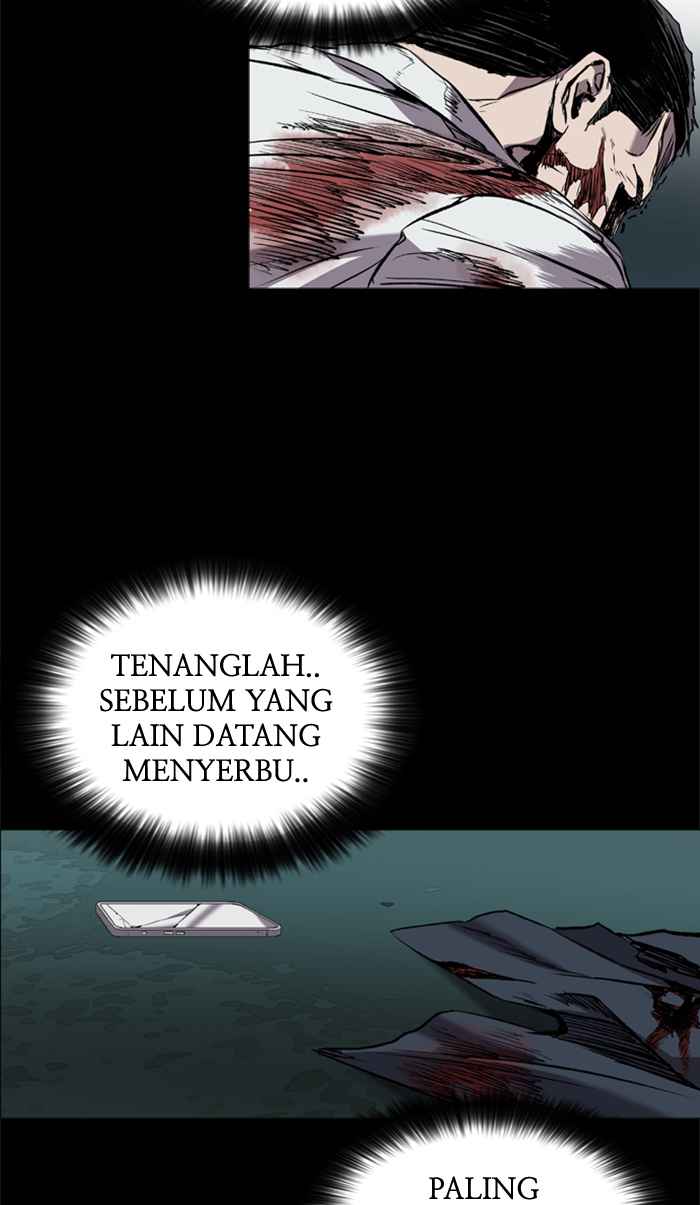 TENANGLAH..
SEBELUM YANG
LAIN DATANG
MENYERBU..
PALING